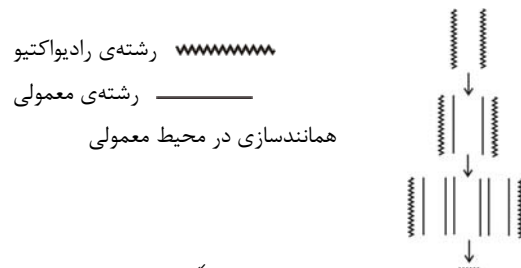 رشته‌ی رادیواکتیو
رشته‌ی معمولی
همانندسازی در محیط معمولی